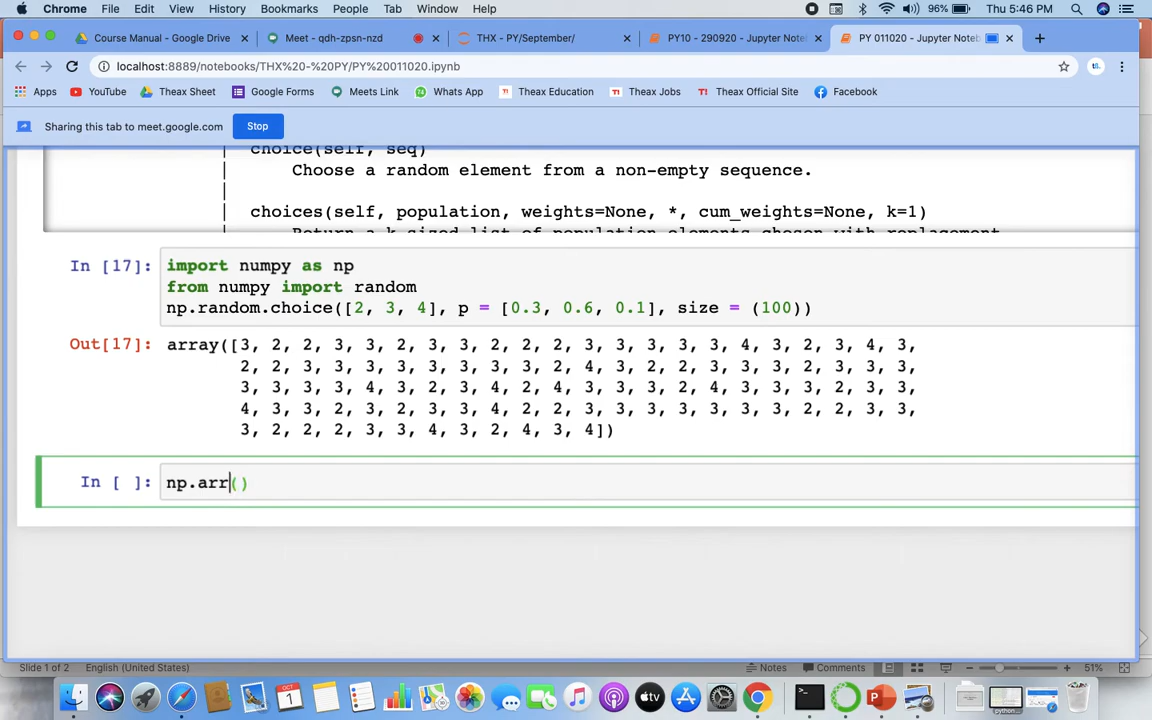 Chrome File Edit View History Bookmarks People Tab Window Help 96% Thu 5:46 PM
Course Manual - Google Drive Meet - qdh-zpsn-nzd THX - PY/September/ PY10 - 290920 - Jupyter Note PY 011020 - Jupyter Noteb
localhost:8889/notebooks/THX%20-%20PY/PY%20011020.ipynb
Apps YouTube Theax Sheet Google Forms Meets Link Whats App Theax Education Theax Jobs Theax Official Site Facebook
Sharing this tab to meet.google.com Stop
choice(self, seq)
Choose a random element from a non-empty sequence.
choices(self, population, weights=None, *, cum_weights=None, k=1)
Return a k sized list of population elements chosen with replacement
In [17]: import numpy as np
from numpy import random
np.random.choice([2, 3, 4], p = [0.3, 0.6, 0.1], size = (100))
Out[17]: array([3, 2, 2, 3, 3, 2, 3, 3, 2, 2, 2, 3, 3, 3, 3, 3, 4, 3, 2, 3, 4, 3,
2, 2, 3, 3, 3, 3, 3, 3, 3, 3, 2, 4, 3, 2, 2, 3, 3, 3, 2, 3, 3, 3,
3, 3, 3, 3, 4, 3, 2, 3, 4, 2, 4, 3, 3, 3, 2, 4, 3, 3, 3, 2, 3, 3,
4, 3, 3, 2, 3, 2, 3, 3, 4, 2, 2, 3, 3, 3, 3, 3, 3, 3, 2, 2, 3, 3,
3, 2, 2, 2, 3, 3, 4, 3, 2, 4, 3, 4])
In [ ]: np.arr()
Slide 1 of 2 English (United States) Notes Comments 51%